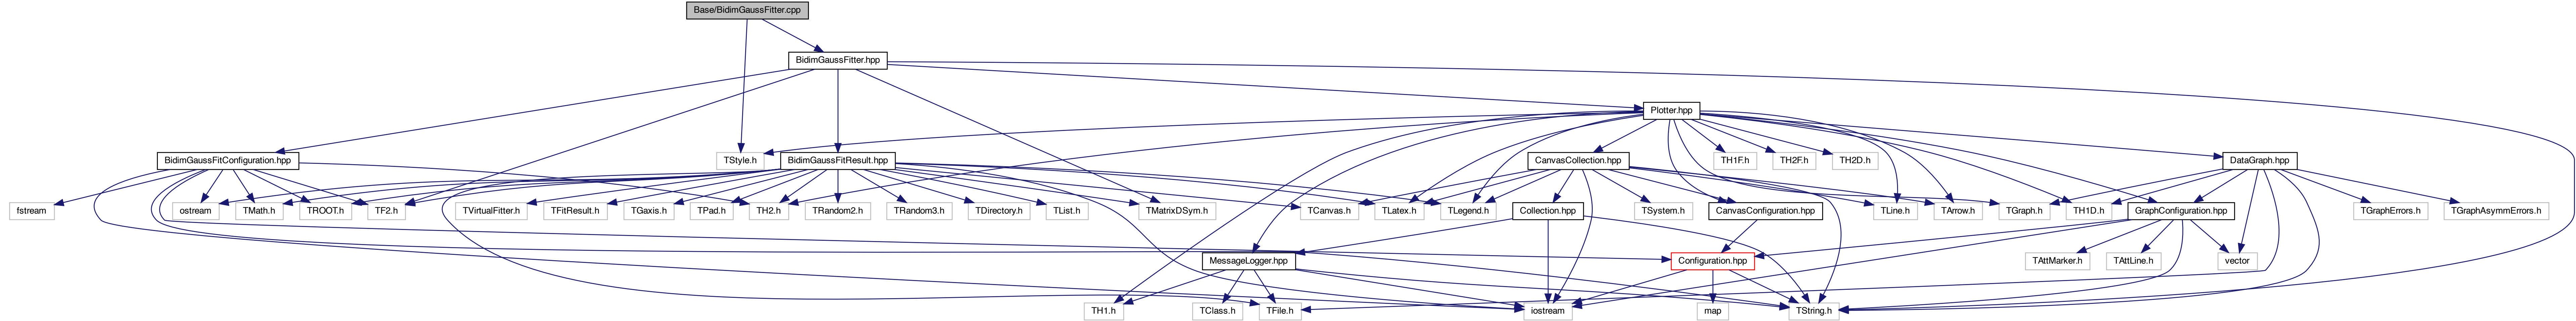 Base/BidimGaussFitter.cpp
BidimGaussFitter.hpp
Plotter.hpp
BidimGaussFitConfiguration.hpp
TStyle.h
BidimGaussFitResult.hpp
CanvasCollection.hpp
TH1F.h
TH2F.h
TH2D.h
DataGraph.hpp
fstream
ostream
TMath.h
TROOT.h
TF2.h
TVirtualFitter.h
TFitResult.h
TGaxis.h
TPad.h
TH2.h
TRandom2.h
TRandom3.h
TDirectory.h
TList.h
TMatrixDSym.h
TCanvas.h
TLatex.h
TLegend.h
Collection.hpp
TSystem.h
CanvasConfiguration.hpp
TLine.h
TArrow.h
TGraph.h
TH1D.h
GraphConfiguration.hpp
TGraphErrors.h
TGraphAsymmErrors.h
MessageLogger.hpp
Configuration.hpp
TAttMarker.h
TAttLine.h
vector
TH1.h
TClass.h
TFile.h
iostream
map
TString.h